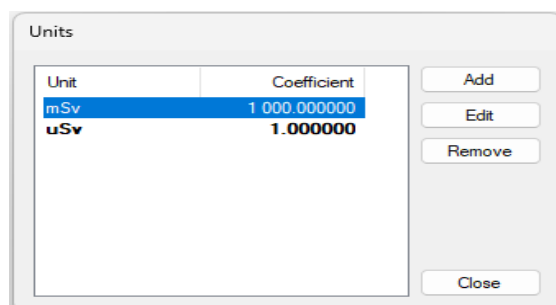 Units
Unit Coefficient
mSv 1 000.000000
uSv 1.000000
Add
Edit
Remove
Close